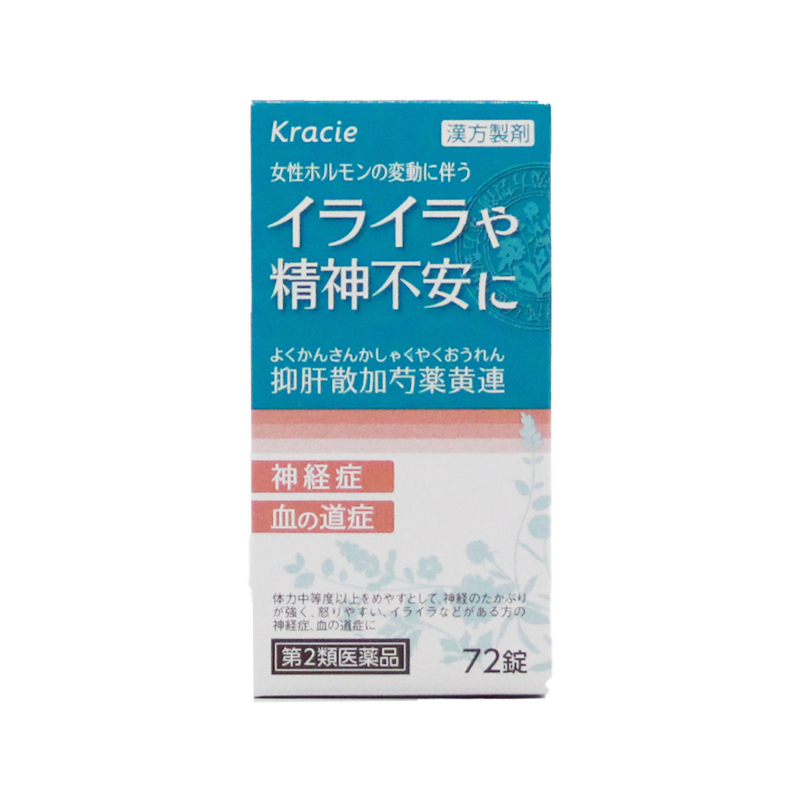 Kracie
漢方製剤
女性ホルモンの変動に伴う
イライラや
精神不安に
よくかんさんかしゃくやくおうれん
抑肝散加芍薬黄連
神経症
血の道症
体力中等度以上をめやすとして、神経のたかぶり
が強く、怒りやすい、イライラなどがある方の
神経症、血の道症に
第2類医薬品
72錠